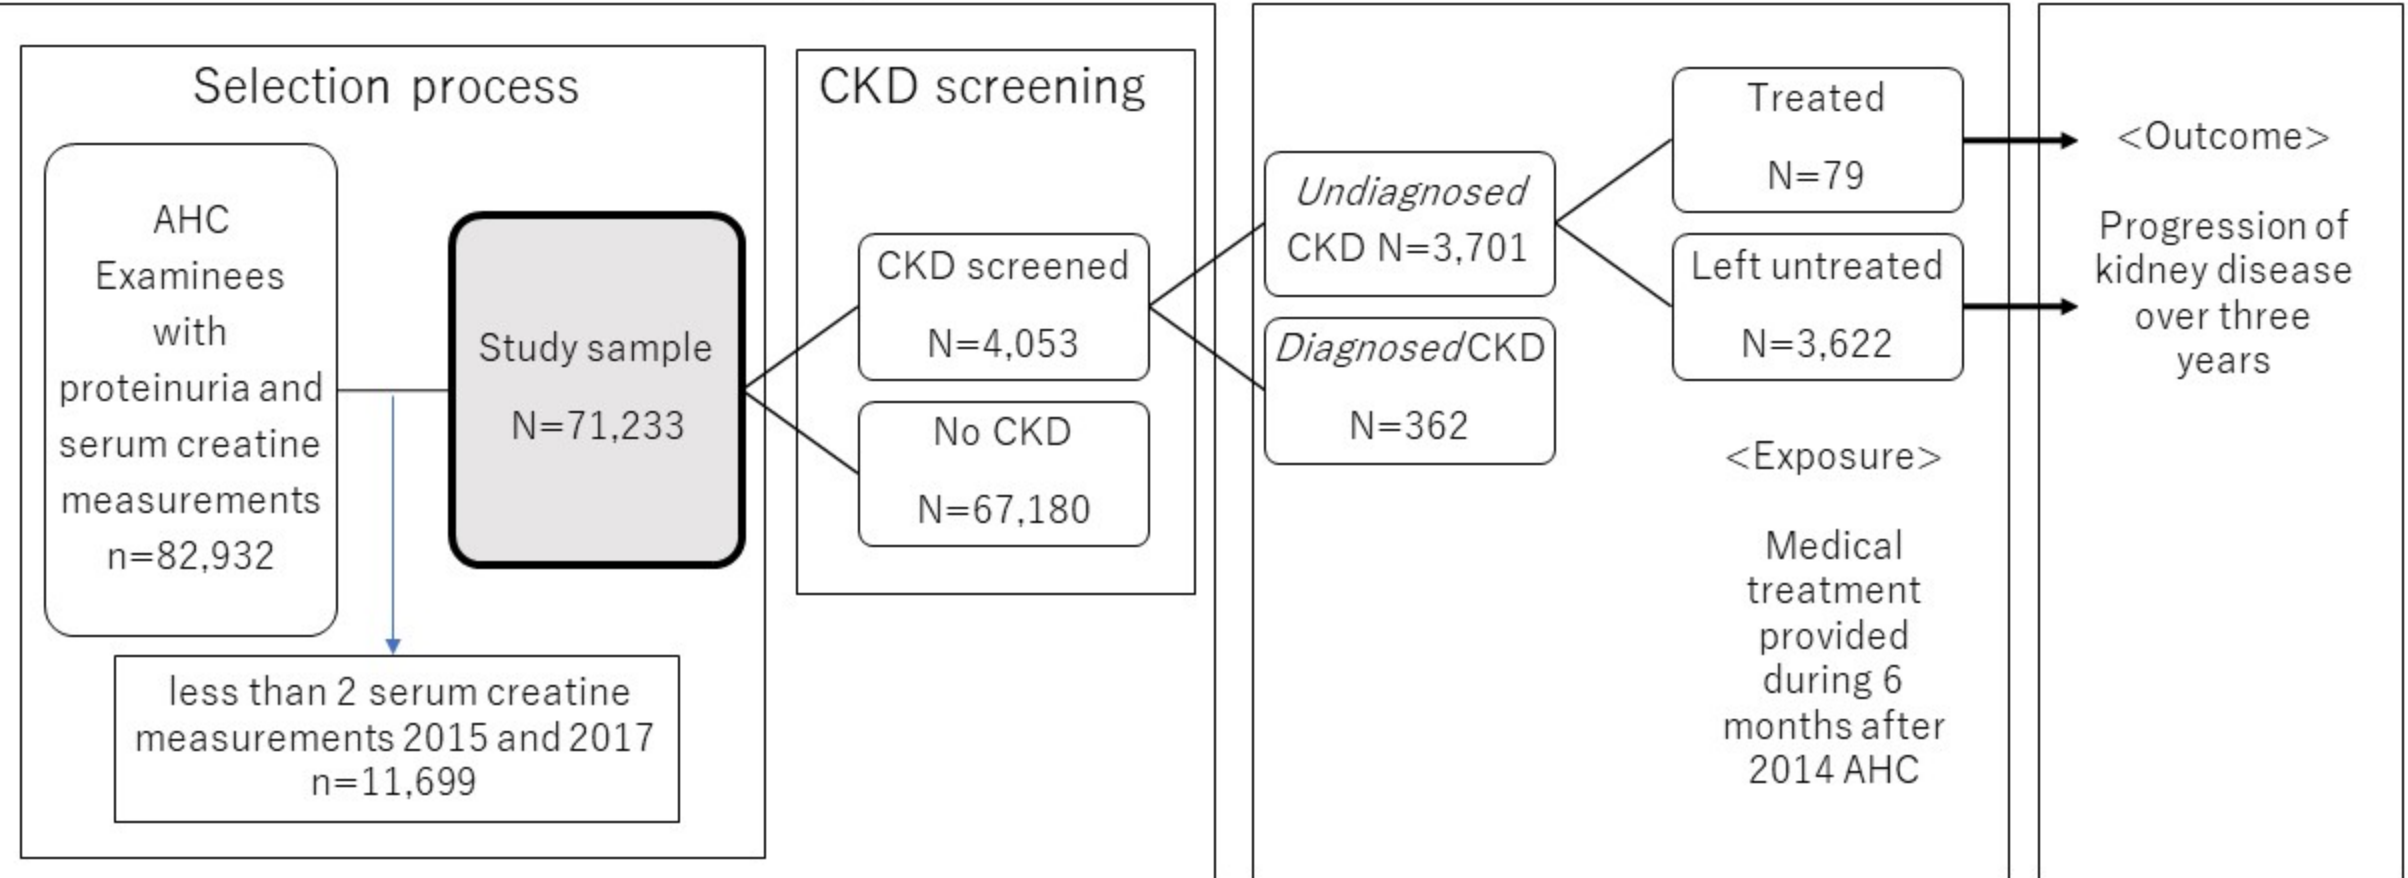 Selection process
AHC
Examinees
with
proteinuria and
serum creatine
measurements
n=82,932
less than 2 serum creatine
measurements 2015 and 2017
n=11,699
Study sample
N=71,233
CKD screening
CKD screened
N=4,053
No CKD
N=67,180
Undiagnosed
CKD N=3,701
Diagnosed CKD
N=362
Treated
N=79
Left untreated
N=3,622
<Exposure>
Medical
treatment
provided
during 6
months after
2014 AHC
<Outcome>
Progression of
kidney disease
over three
years